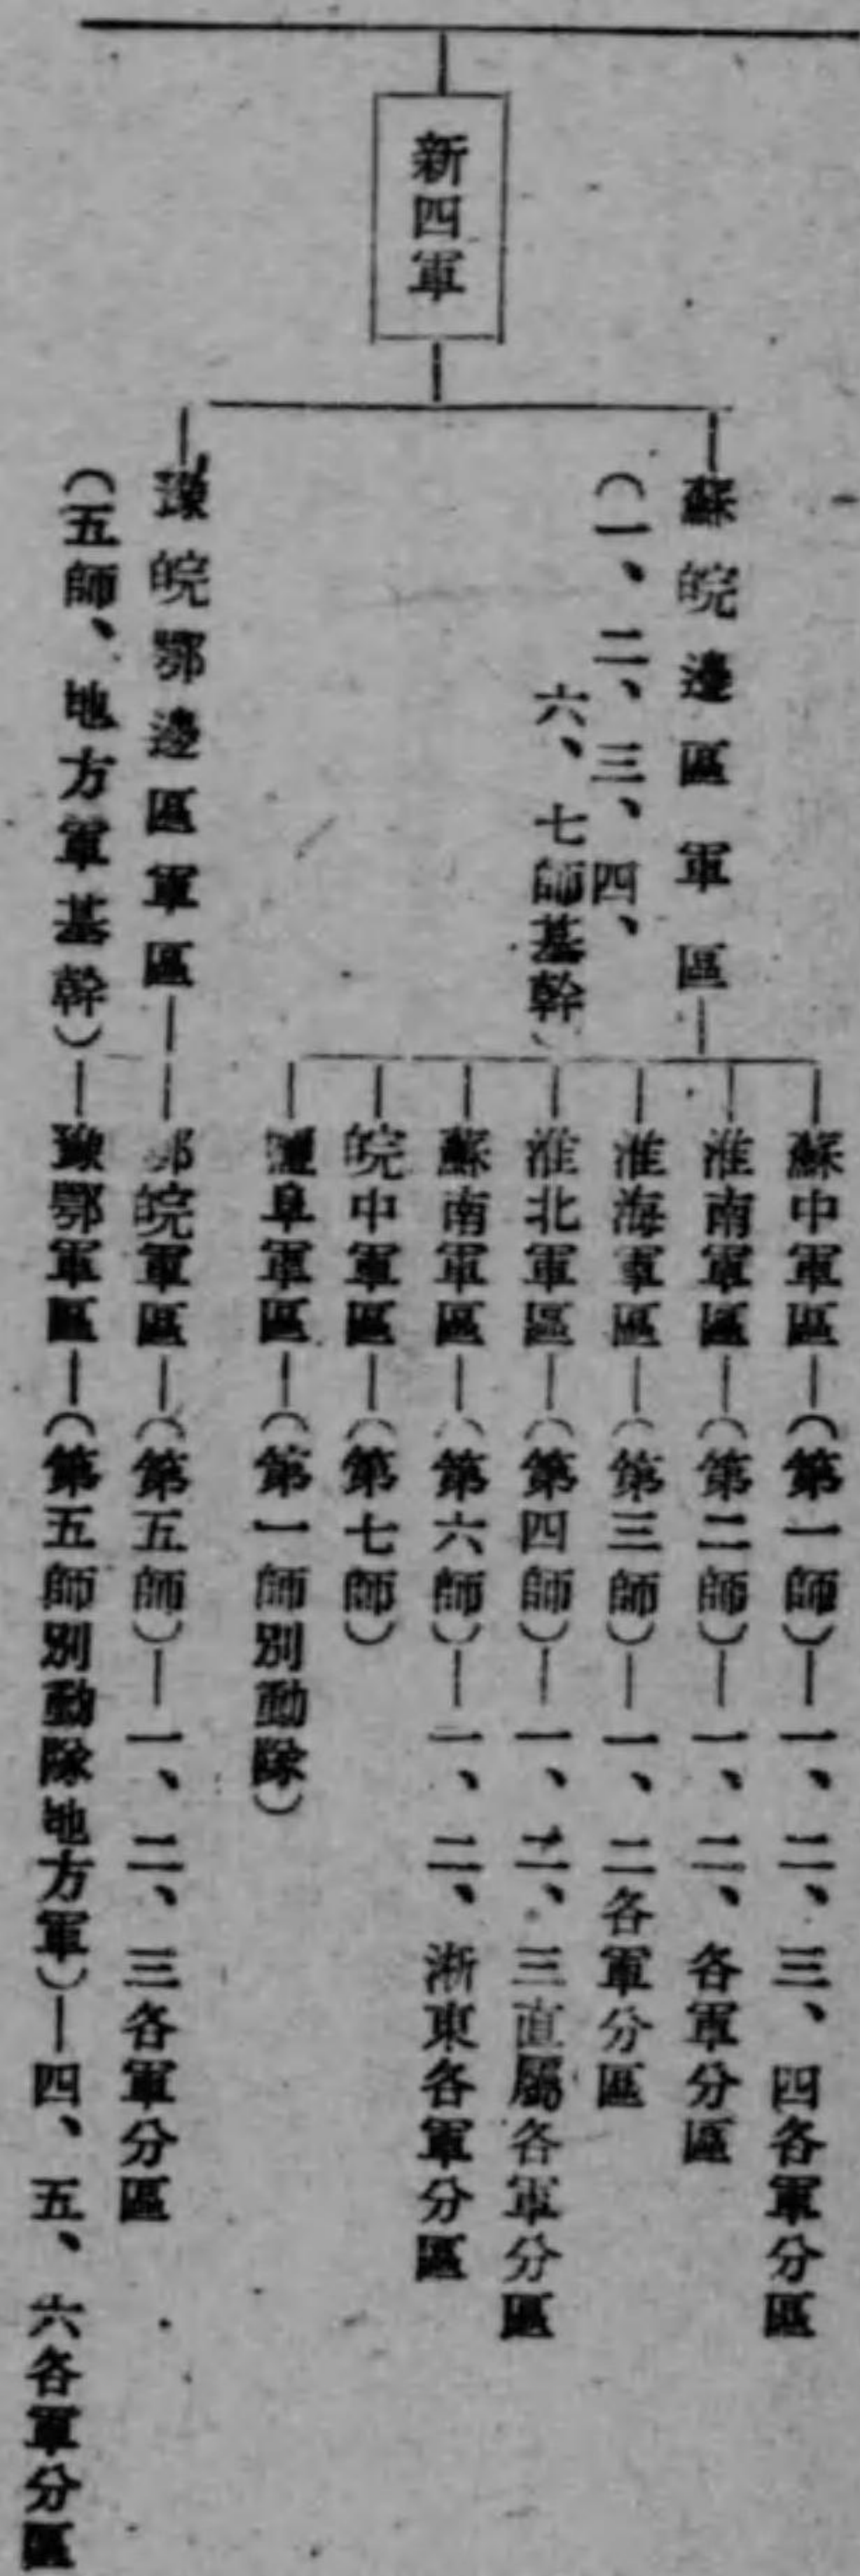 新四軍
蘇皖邊區軍區
(一、二、三、四、
六、七師基幹)
蘇中軍區—(第一師)—一、二、三、四各軍分區
淮南軍區—(第二師)—一、二、各軍分區
淮海軍區—(第三師)—一、二各軍分區
淮北軍區—(第四師)—一、二、三直屬各軍分區
蘇南軍區—(第六師)—一、二、浙東各軍分區
皖中軍區—(第七師)
阜軍區—(第一師別動隊)
豫皖鄂邊區軍區
(五師、地方軍基幹)
鄂皖軍區—(第五師)—一、二、三各軍分區
豫鄂軍區—(第五師別動隊地方軍)—四、五、六各軍分區